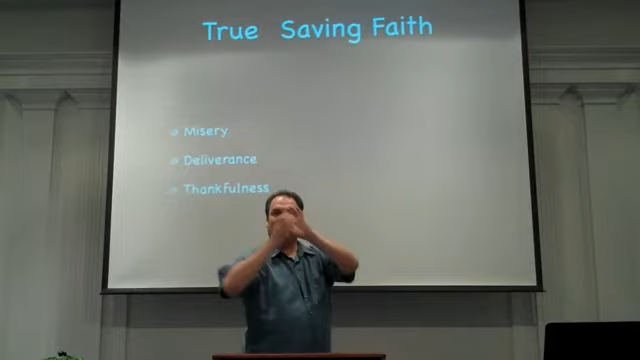 True Saving Faith
Misery
Deliverance
Thankfulness